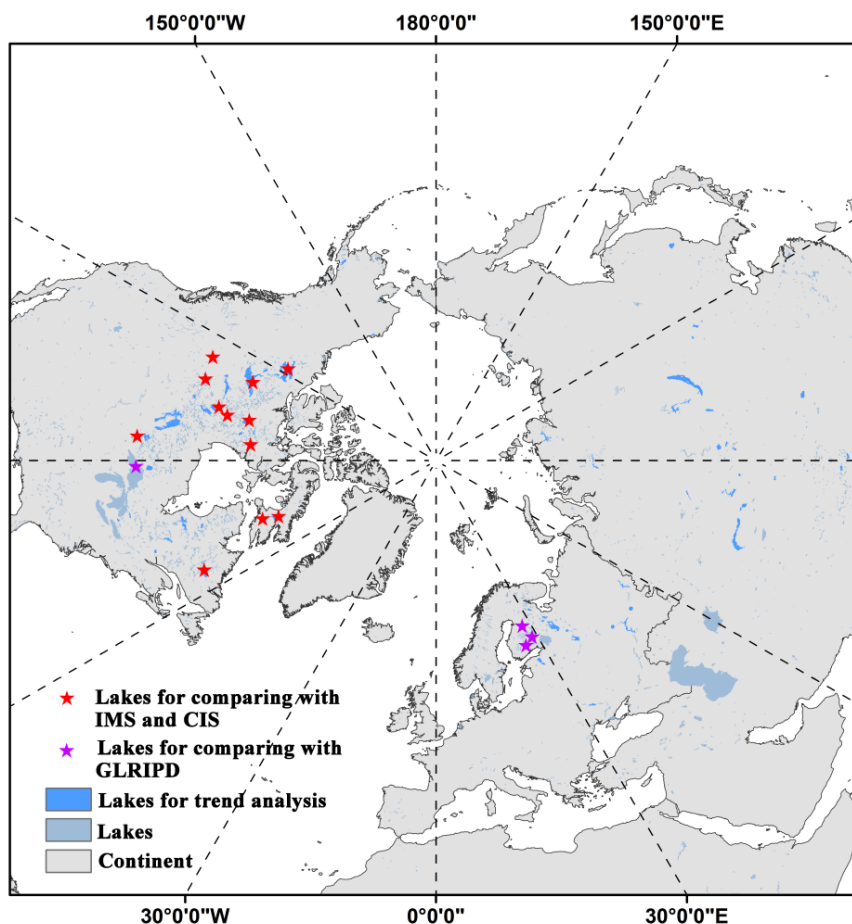 150°0'0"W 180°0'0" 150°0'0"E
Lakes for comparing with
IMS and CIS
Lakes for comparing with
GLRIPD
Lakes for trend analysis
Lakes
Continent
30°0'0"W 0°0'0" 30°0'0"E